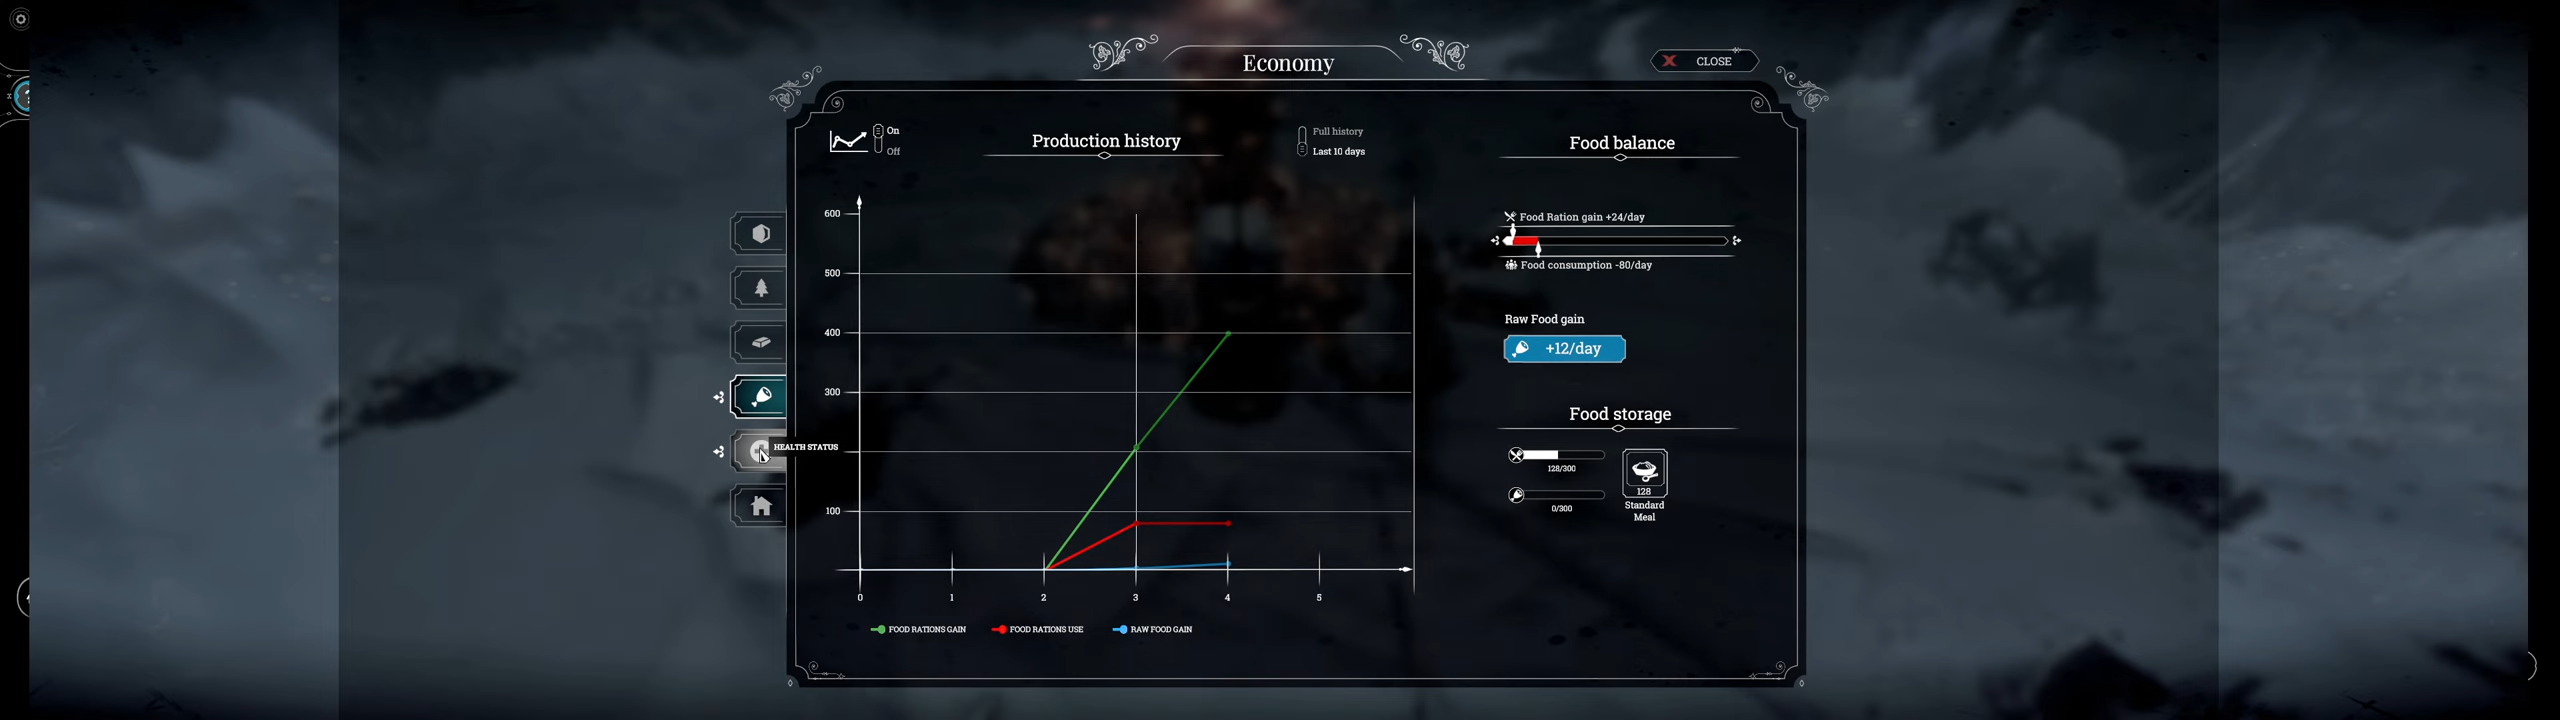 Economy
CLOSE
On
Off
Production history
Full history
Last 10 days
Food balance
Food Ration gain +24/day
Food consumption -80/day
Raw Food gain
+12/day
Food storage
128/300
0/300
128
Standard
Meal
HEALTH STATUS
600
500
400
300
100
0
1
2
3
4
5
FOOD RATIONS GAIN
FOOD RATIONS USE
RAW FOOD GAIN